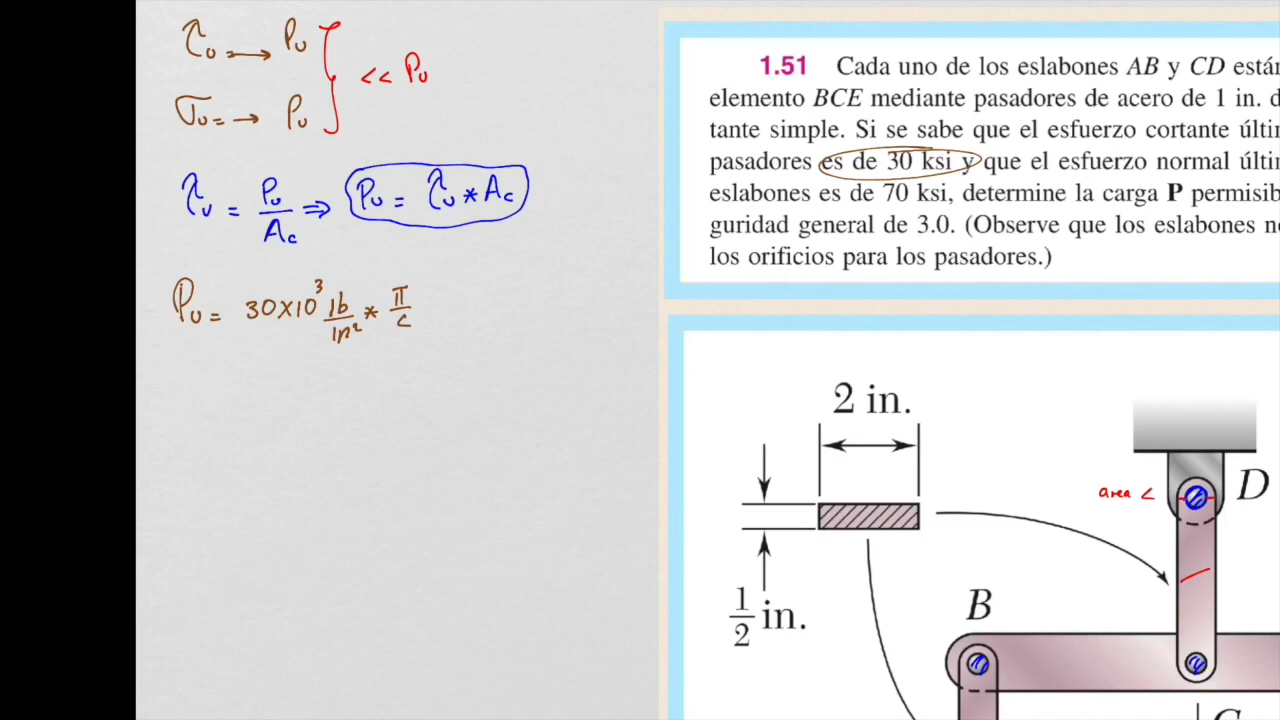 τu = → Pu
<< Pu
σu = → Pu
τu = Pu/Ac ⇒ Pu = τu * Ac
Pu = 30×10³ lb/in² * π/c
1.51 Cada uno de los eslabones AB y CD están
elemento BCE mediante pasadores de acero de 1 in. d
tante simple. Si se sabe que el esfuerzo cortante últi
pasadores es de 30 ksi y que el esfuerzo normal últi
eslabones es de 70 ksi, determine la carga P permisib
guridad general de 3.0. (Observe que los eslabones n
los orificios para los pasadores.)
2 in.
area <
D
1/2 in.
B
C